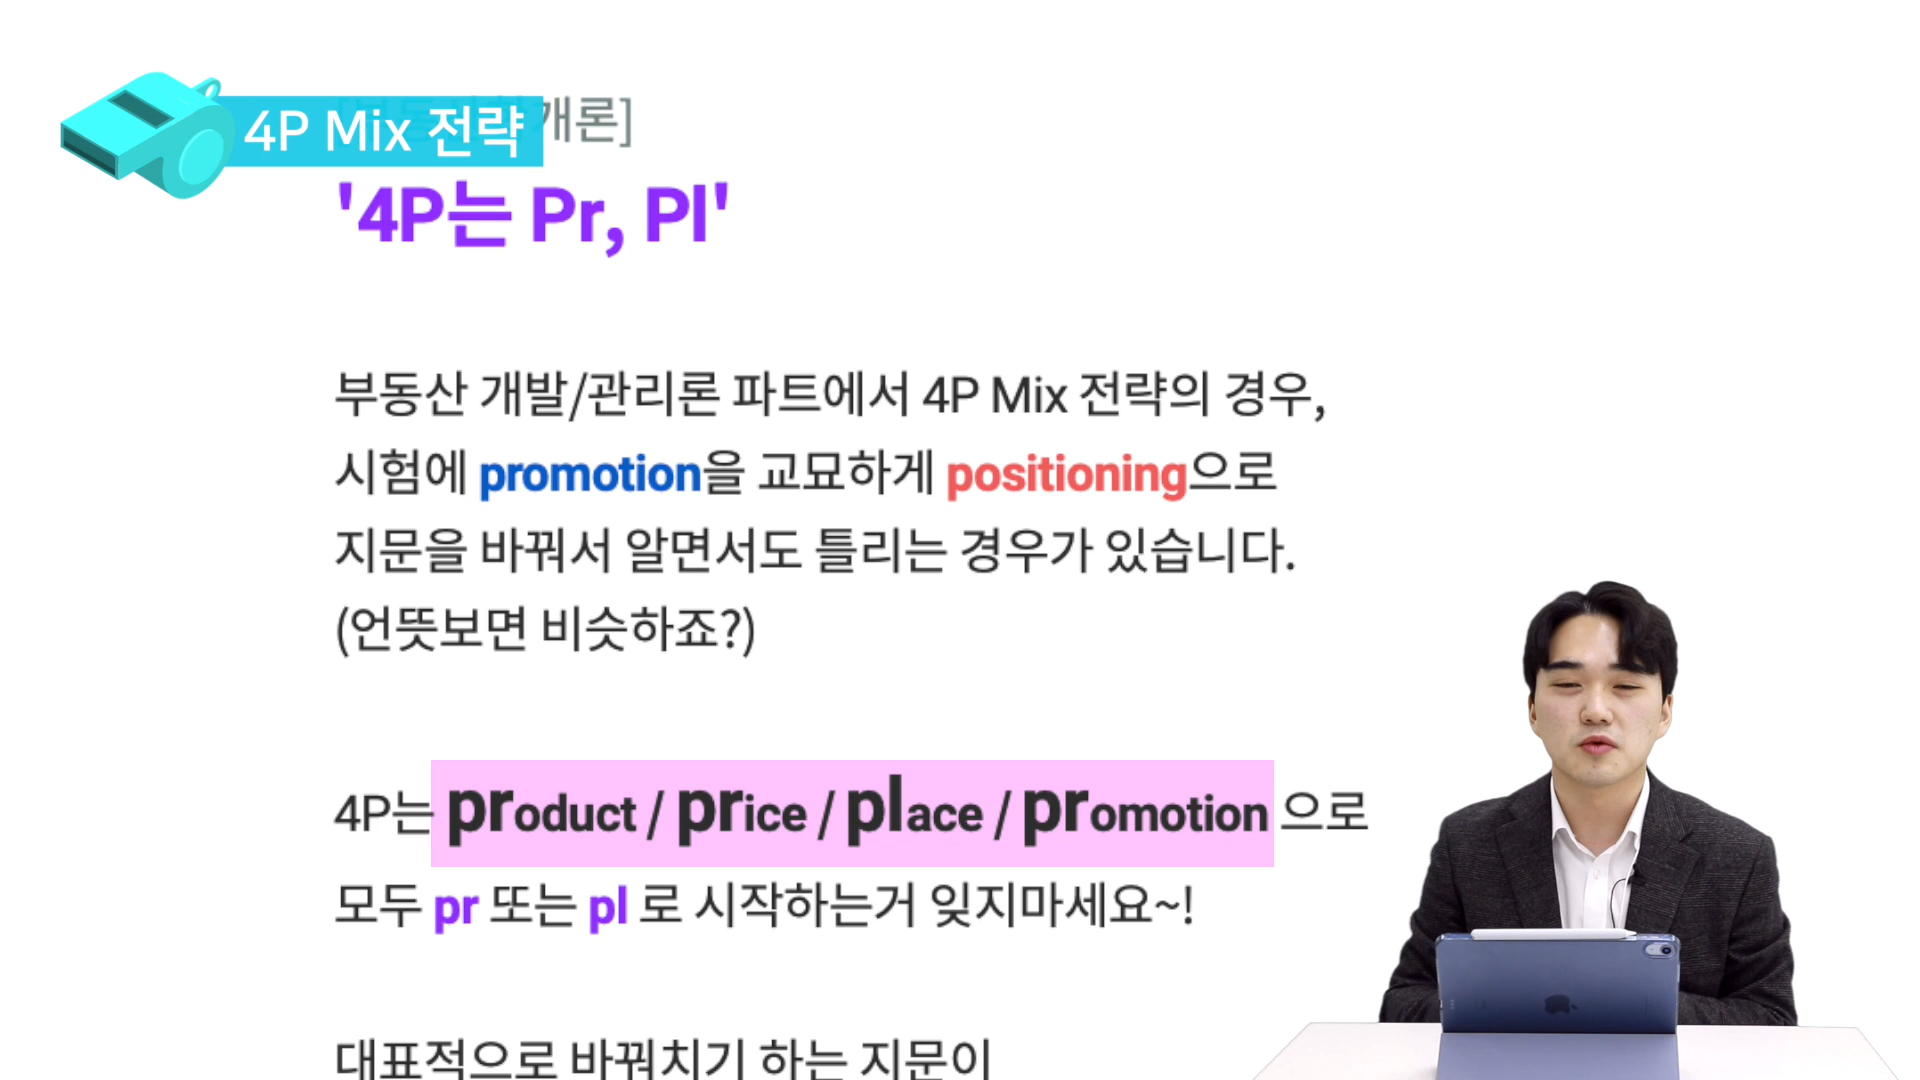 4P Mix 전략
개론]
'4P는 Pr, Pl'
부동산 개발/관리론 파트에서 4P Mix 전략의 경우,
시험에 promotion을 교묘하게 positioning으로
지문을 바꿔서 알면서도 틀리는 경우가 있습니다.
(언뜻보면 비슷하죠?)
4P는 product / price / place / promotion 으로
모두 pr 또는 pl 로 시작하는거 잊지마세요~!
대표적으로 바꿔치기 하는 지문이